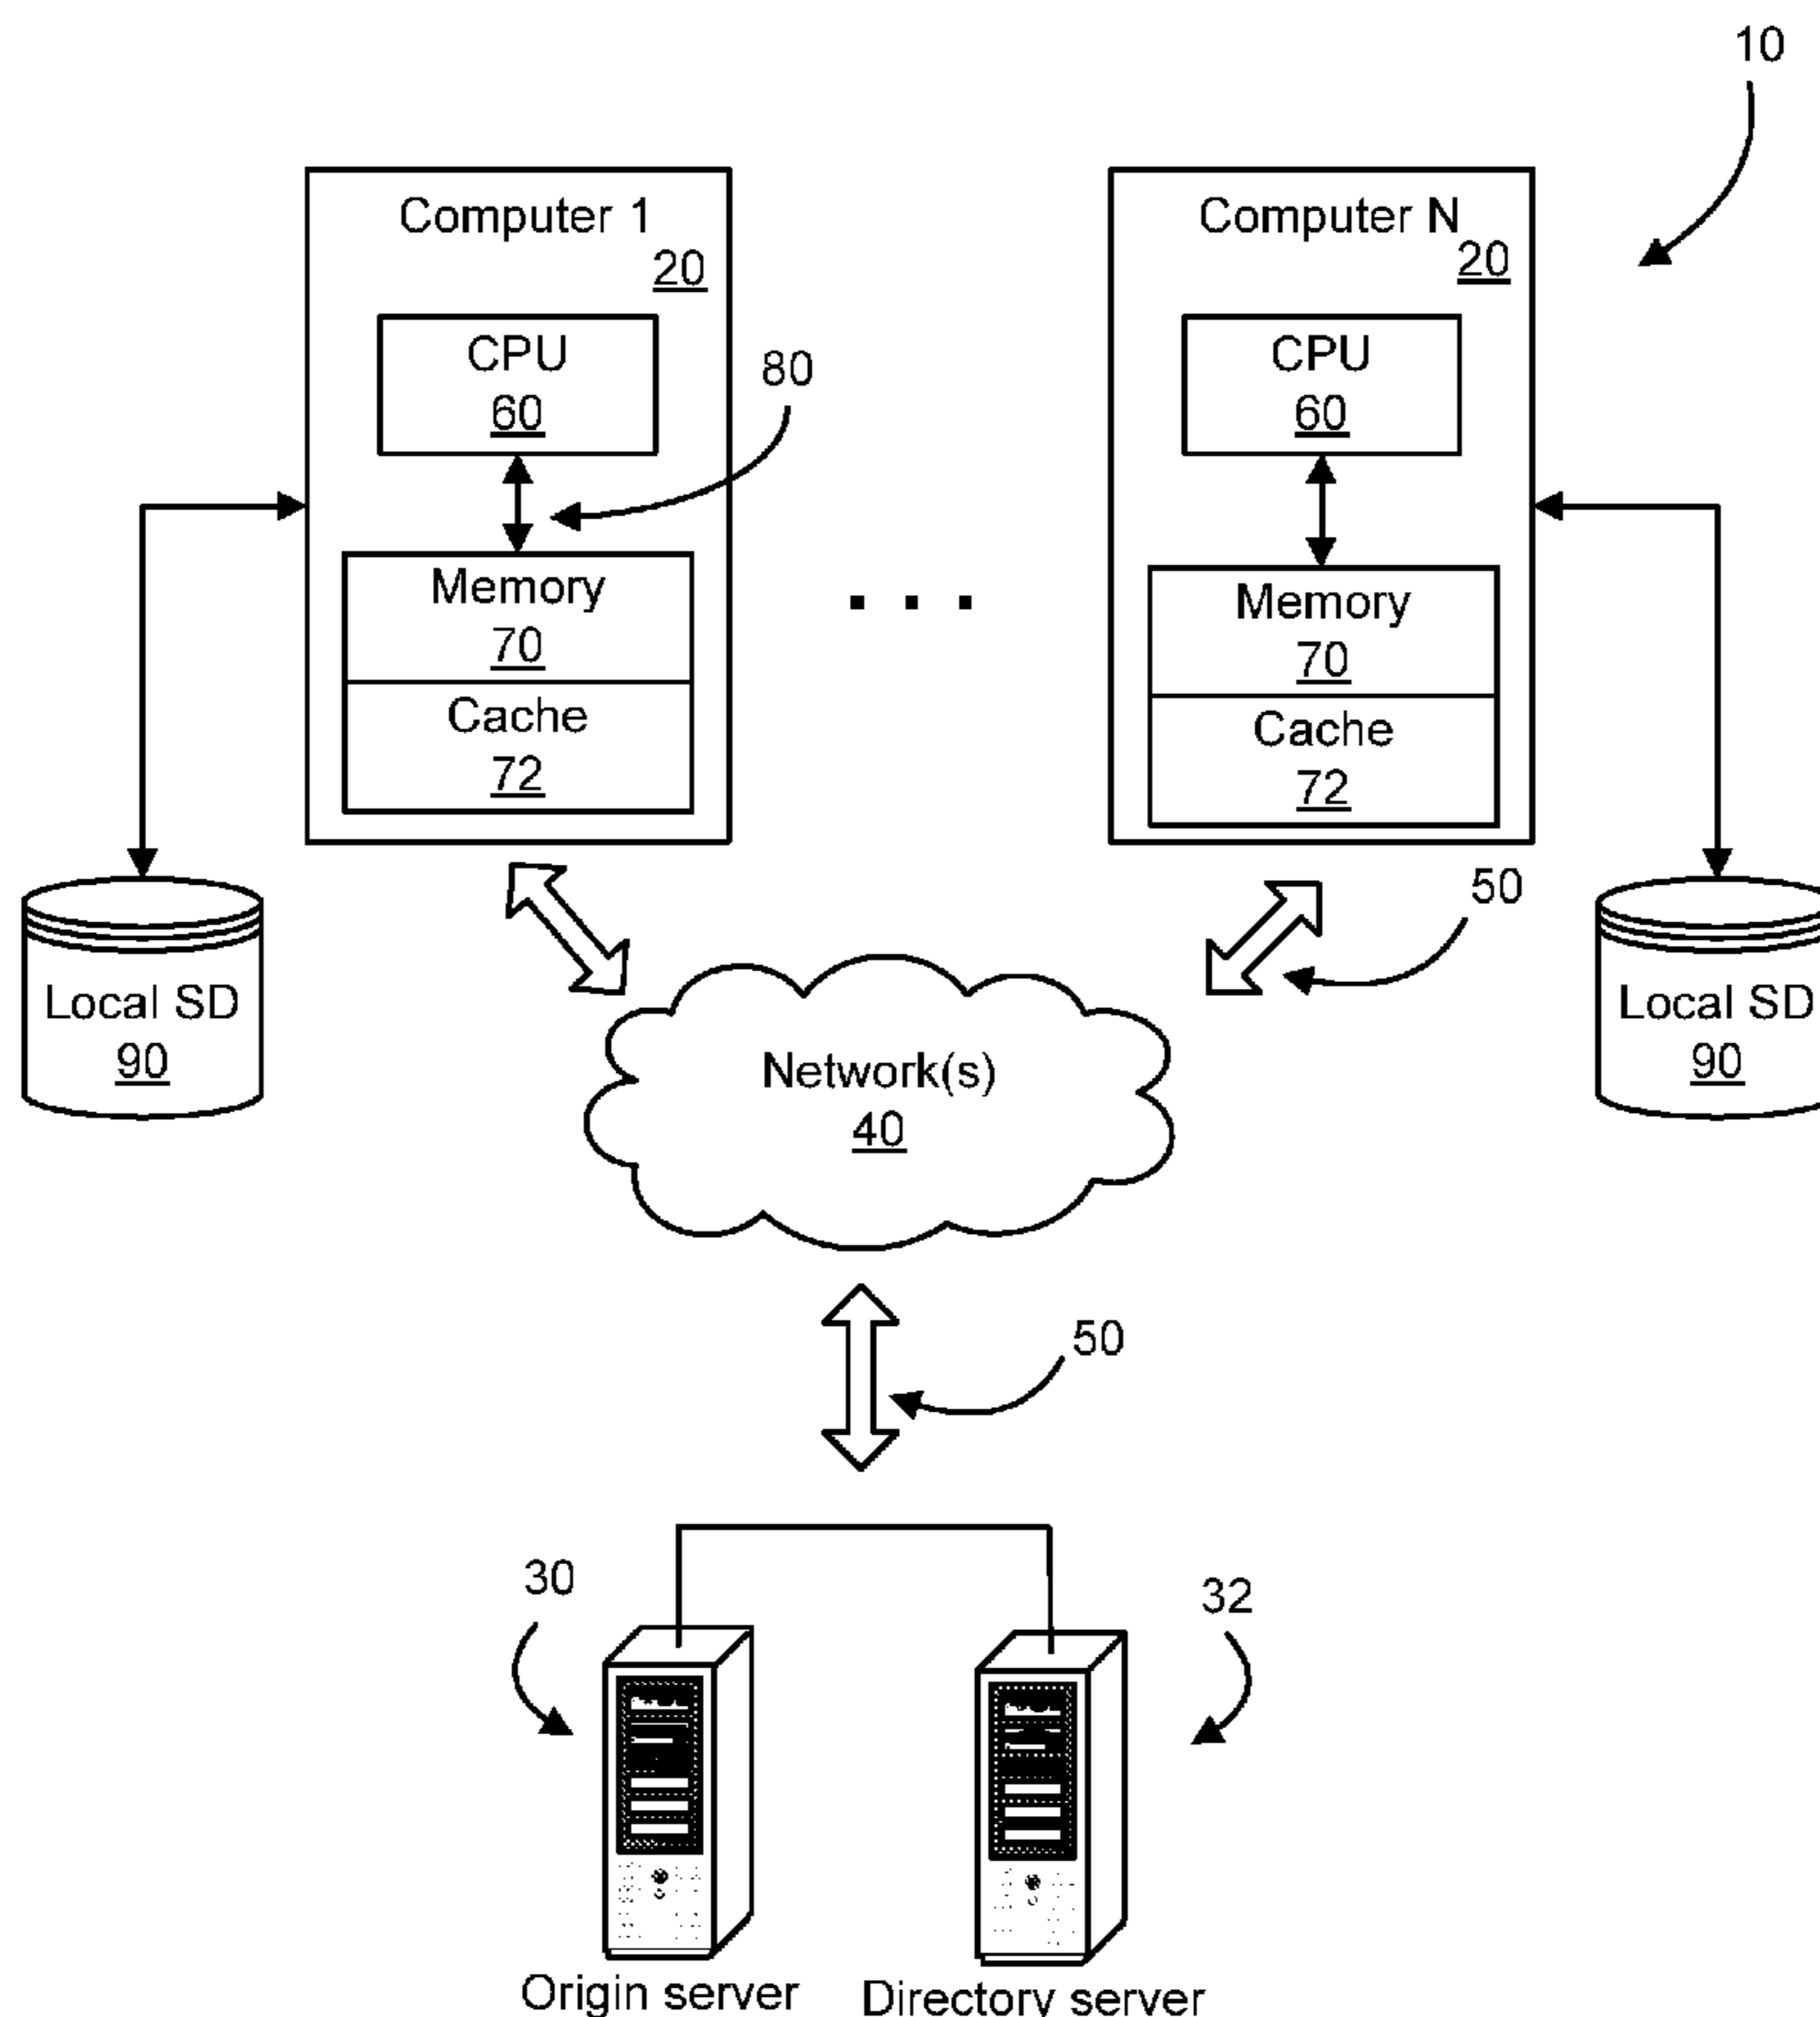 10
Computer 1
20
CPU
60
80
Memory
70
Cache
72
. . .
Computer N
20
CPU
60
Memory
70
Cache
72
Local SD
90
50
Local SD
90
Network(s)
40
50
30
32
Origin server
Directory server